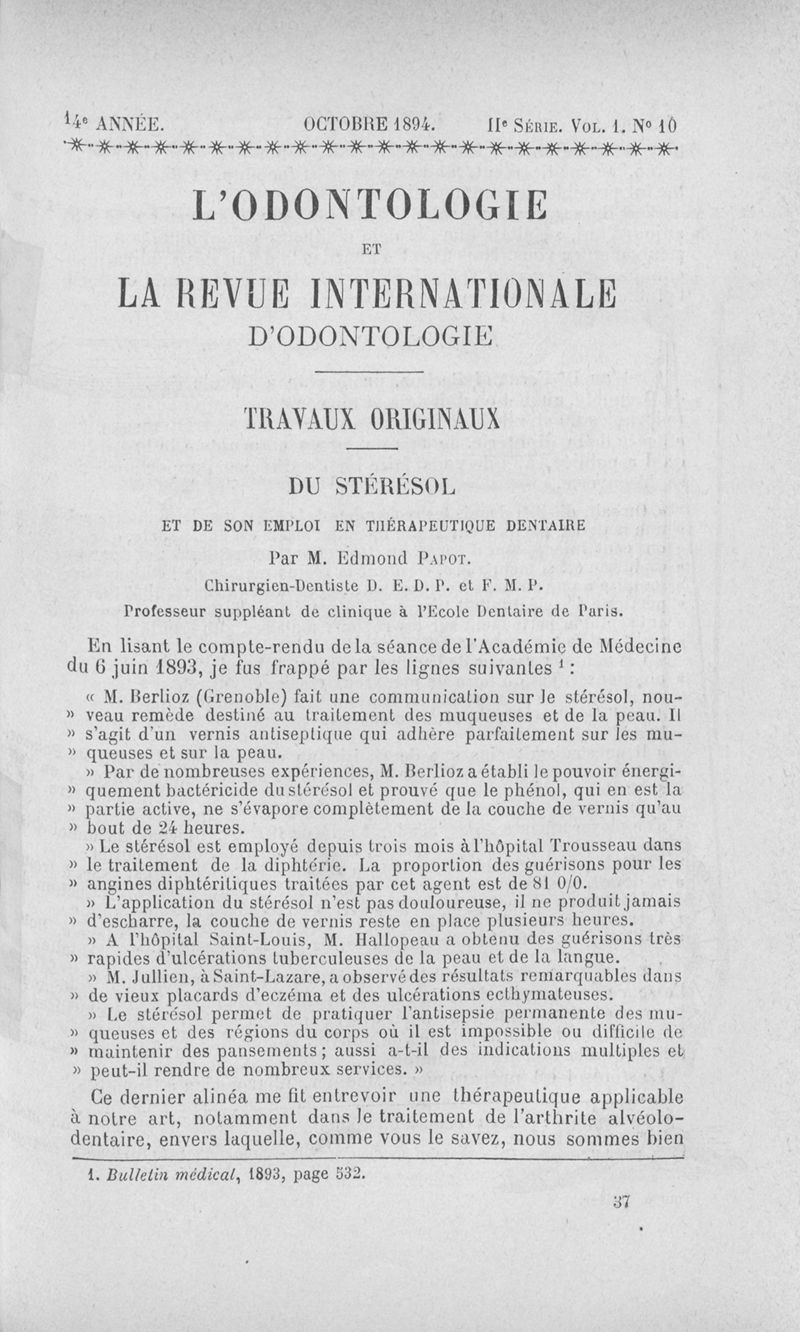 14e ANNÉE. OCTOBRE 1894. IIe SÉRIE. VOL. 1. No 10
L'ODONTOLOGIE
ET
LA REVUE INTERNATIONALE
D'ODONTOLOGIE
TRAVAUX ORIGINAUX
DU STÉRÉSOL
ET DE SON EMPLOI EN THÉRAPEUTIQUE DENTAIRE
Par M. Edmond PAPOT.
Chirurgien-Dentiste D. E. D. P. et F. M. P.
Professeur suppléant de clinique à l'Ecole Dentaire de Paris.
En lisant le compte-rendu de la séance de l'Académie de Médecine
du 6 juin 1893, je fus frappé par les lignes suivantes 1 :
« M. Berlioz (Grenoble) fait une communication sur le stérésol, nou-
» veau remède destiné au traitement des muqueuses et de la peau. Il
» s'agit d'un vernis antiseptique qui adhère parfaitement sur les mu-
» queuses et sur la peau.
» Par de nombreuses expériences, M. Berlioz a établi le pouvoir énergi-
» quement bactéricide du stérésol et prouvé que le phénol, qui en est la
» partie active, ne s'évapore complètement de la couche de vernis qu'au
» bout de 24 heures.
» Le stérésol est employé depuis trois mois à l'hôpital Trousseau dans
» le traitement de la diphtérie. La proportion des guérisons pour les
» angines diphtéritiques traitées par cet agent est de 81 0/0.
» L'application du stérésol n'est pas douloureuse, il ne produit jamais
» d'escharre, la couche de vernis reste en place plusieurs heures.
» A l'hôpital Saint-Louis, M. Hallopeau a obtenu des guérisons très
» rapides d'ulcérations tuberculeuses de la peau et de la langue.
» M. Jullien, à Saint-Lazare, a observé des résultats remarquables dans
» de vieux placards d'eczéma et des ulcérations ecthymateuses.
» Le stérésol permet de pratiquer l'antisepsie permanente des mu-
» queuses et des régions du corps où il est impossible ou difficile de
» maintenir des pansements ; aussi a-t-il des indications multiples et
» peut-il rendre de nombreux services. »
Ce dernier alinéa me fit entrevoir une thérapeutique applicable
à notre art, notamment dans le traitement de l'arthrite alvéolo-
dentaire, envers laquelle, comme vous le savez, nous sommes bien
1. Bulletin médical, 1893, page 532.
37